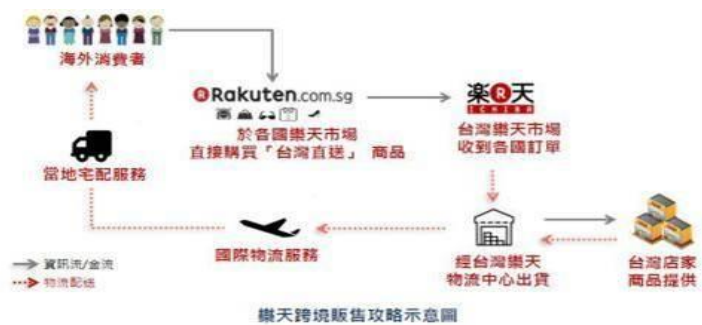 海外消費者
Rakuten.com.sg
於各國樂天市場
直接購買「台灣直送」 商品
楽R天
ICHIBA
台灣樂天市場
收到各國訂單
當地宅配服務
國際物流服務
經台灣樂天
物流中心出貨
台灣店家
商品提供
資訊流/金流
物流配送
樂天跨境販售攻略示意圖